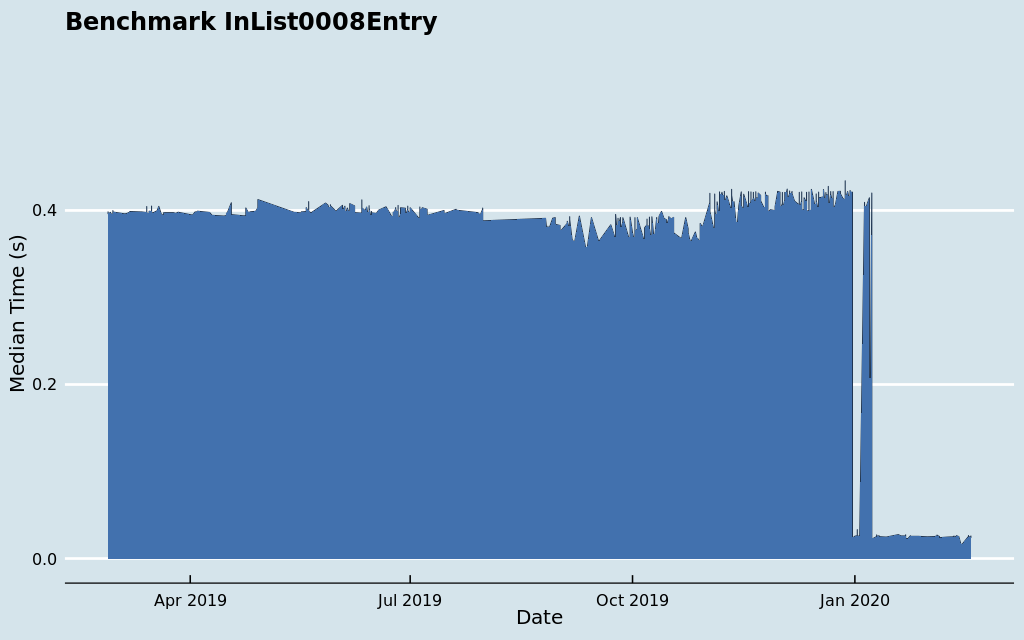 Benchmark InList0008Entry
Median Time (s)
0.4
0.2
0.0
Apr 2019
Jul 2019
Oct 2019
Jan 2020
Date